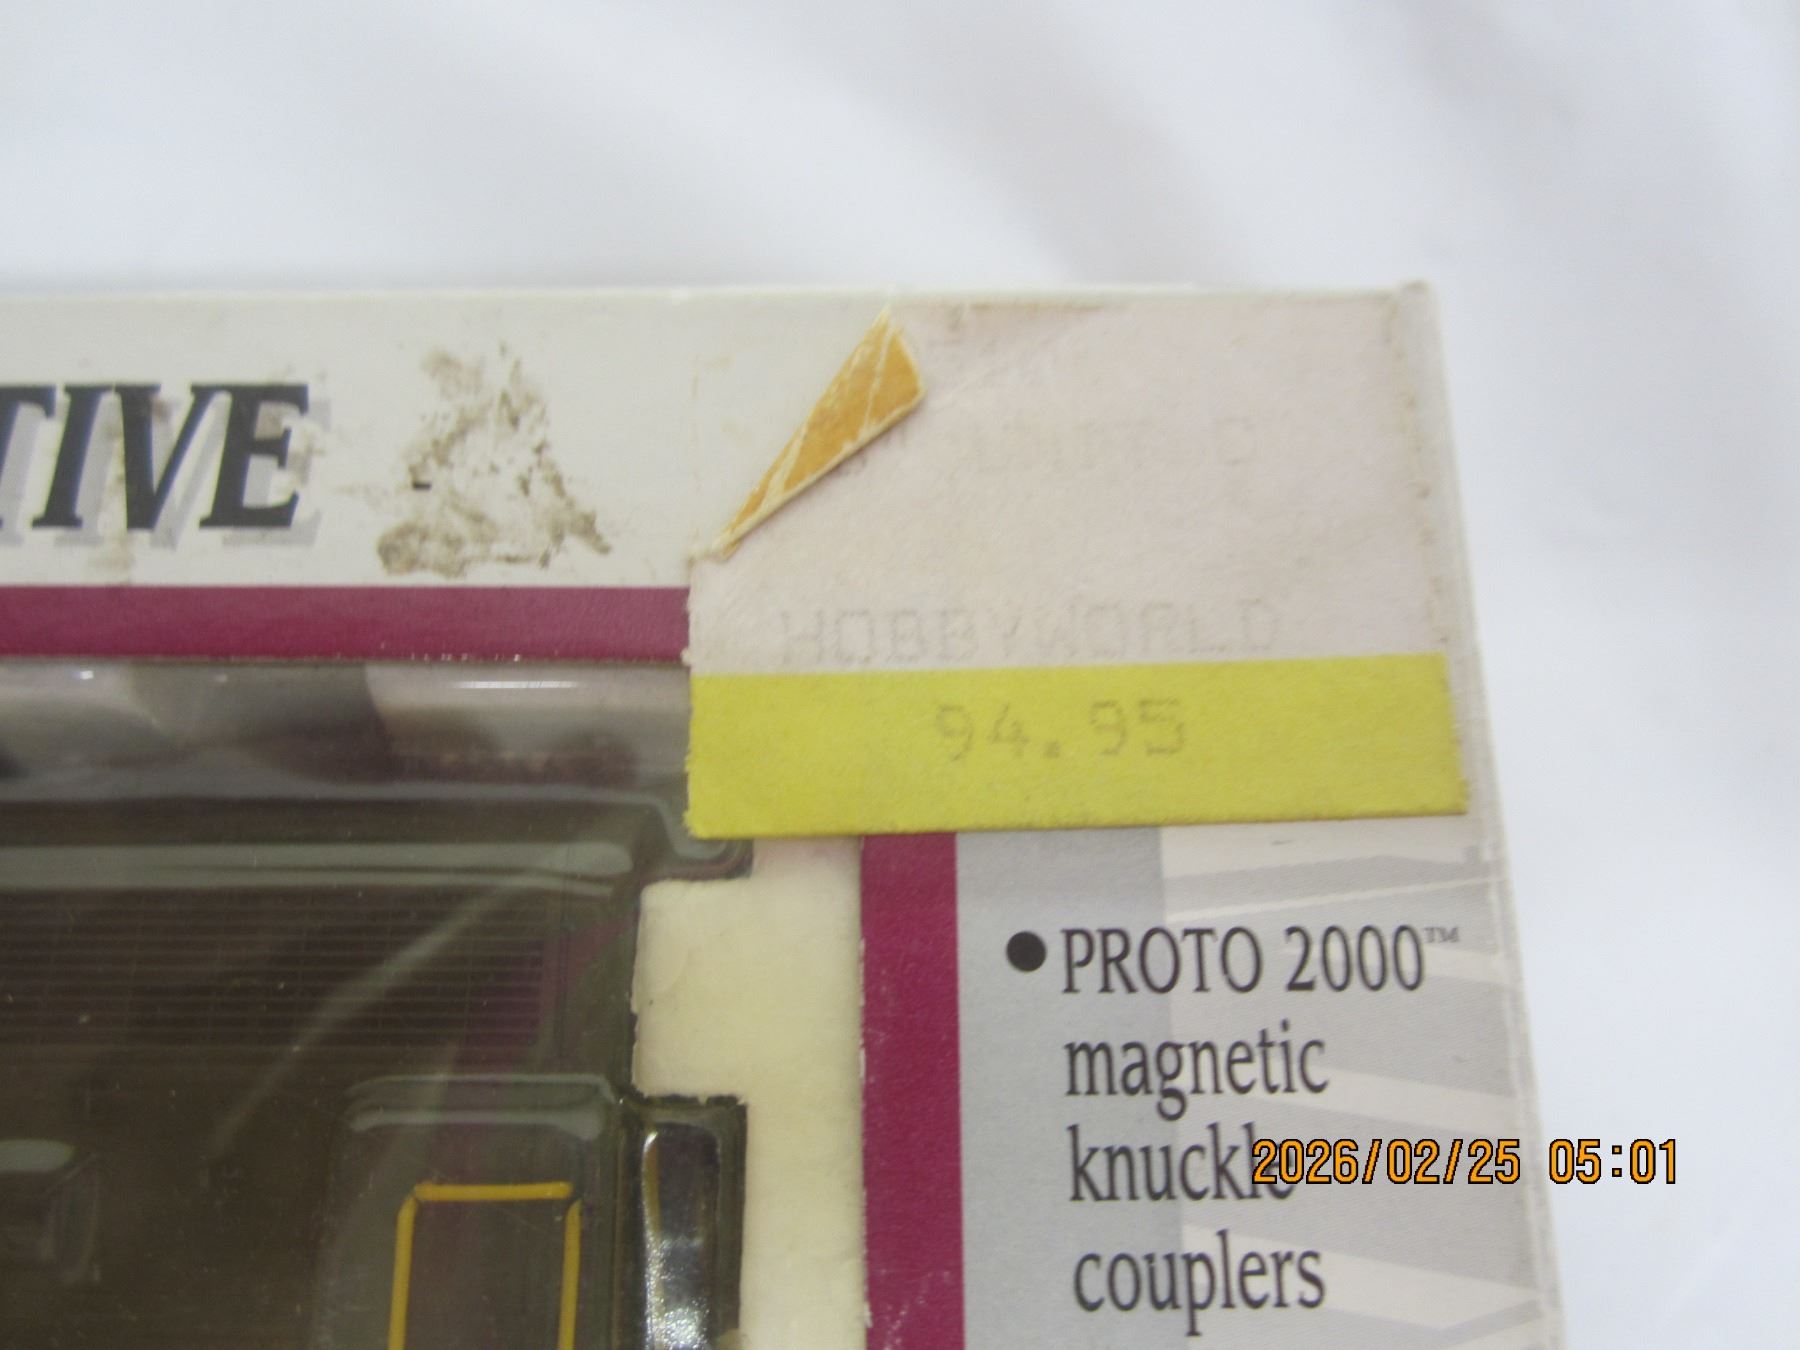 TIVE
HOBBYWORLD
94.95
● PROTO 2000™
magnetic
knuckle
couplers
2026/02/25 05:01